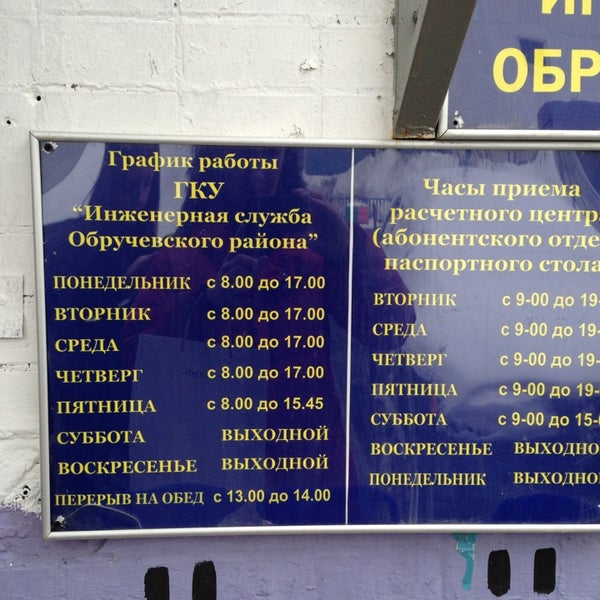 ОБР
График работы
ГКУ
“Инженерная служба
Обручевского района”
ПОНЕДЕЛЬНИК с 8.00 до 17.00
ВТОРНИК с 8.00 до 17.00
СРЕДА с 8.00 до 17.00
ЧЕТВЕРГ с 8.00 до 17.00
ПЯТНИЦА с 8.00 до 15.45
СУББОТА ВЫХОДНОЙ
ВОСКРЕСЕНЬЕ ВЫХОДНОЙ
ПЕРЕРЫВ НА ОБЕД с 13.00 до 14.00
Часы приема
расчетного центра
(абонентского отде
паспортного стола
ВТОРНИК с 9-00 до 19-
СРЕДА с 9-00 до 19-
ЧЕТВЕРГ с 9-00 до 19-
ПЯТНИЦА с 9-00 до 19-
СУББОТА с 9-00 до 15-
ВОСКРЕСЕНЬЕ ВЫХОДНО
ПОНЕДЕЛЬНИК ВЫХОДНО